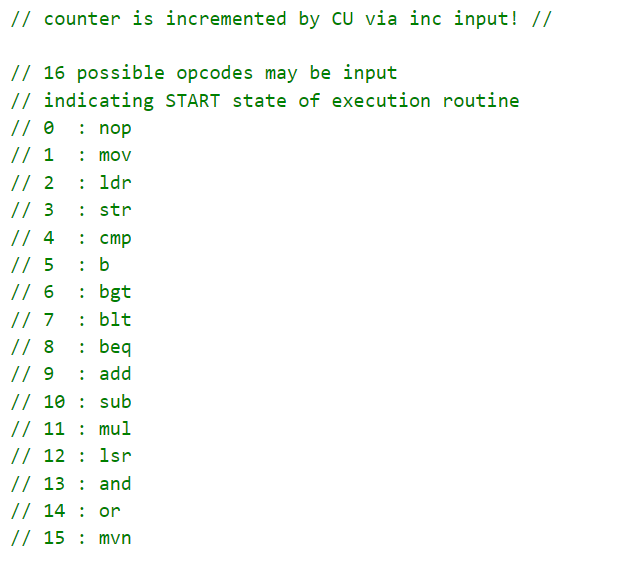 // counter is incremented by CU via inc input! //
// 16 possible opcodes may be input
// indicating START state of execution routine
// 0  : nop
// 1  : mov
// 2  : ldr
// 3  : str
// 4  : cmp
// 5  : b
// 6  : bgt
// 7  : blt
// 8  : beq
// 9  : add
// 10 : sub
// 11 : mul
// 12 : lsr
// 13 : and
// 14 : or
// 15 : mvn